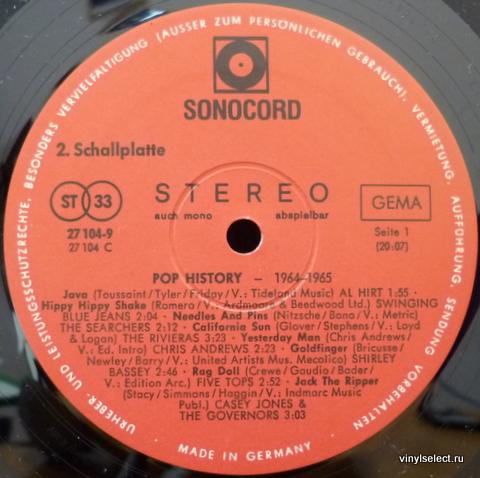 URHEBER- UND LEISTUNGSSCHUTZRECHTE, BESONDERS VERVIELFÄLTIGUNG (AUSSER ZUM PERSÖNLICHEN GEBRAUCH), VERMIETUNG, AUFFÜHRUNG, SENDUNG VORBEHALTEN
SONOCORD
2. Schallplatte
ST 33
STEREO
GEMA
auch mono abspielbar
27 104-9
27 104 C
Seite 1
(20:07)
POP HISTORY – 1964-1965
Java (Toussaint/Tyler/Friday/V.: Tideland Music) AL HIRT 1:55 ·
Hippy Hippy Shake (Romero/V.: Ardmoore & Beedwood Ltd.) SWINGING
BLUE JEANS 2:04 · Needles And Pins (Nitzsche/Bono/V.: Metric)
THE SEARCHERS 2:12 · California Sun (Glover/Stephens/V.: Loyd
& Logan) THE RIVIERAS 3:13 · Yesterday Man (Chris Andrews/
V.: Ed. Intro) CHRIS ANDREWS 2:23 · Goldfinger (Bricusse/
Newley/Barry/V.: United Artists Mus. Mecolico) SHIRLEY
BASSEY 2:46 · Rag Doll (Crewe/Gaudio/Bader/
V.: Edition Arc.) FIVE TOPS 2:52 · Jack The Ripper
(Stacy/Simmons/Haggin/V.: Indmarc Music
Publ.) CASEY JONES &
THE GOVERNORS 3:03
· MADE IN GERMANY ·
vinylselect.ru